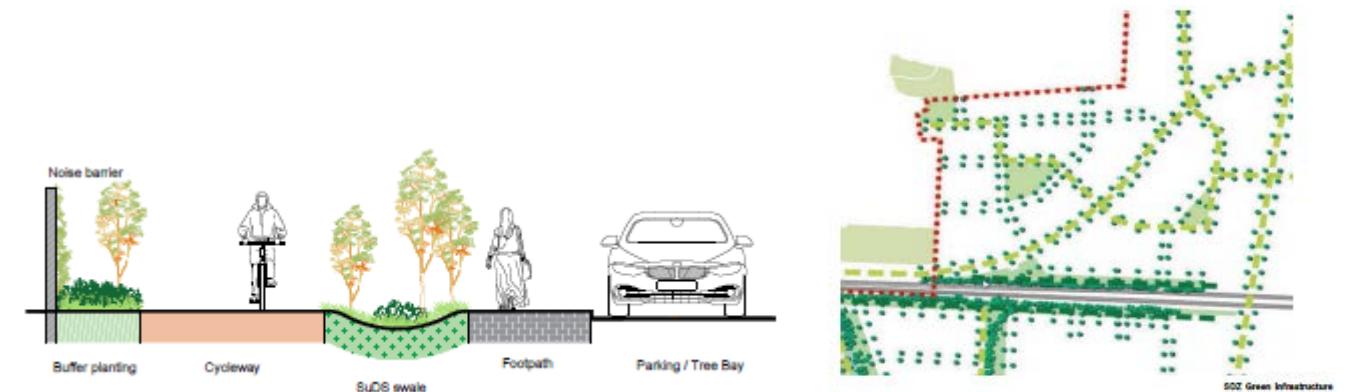 Noise barrier
Buffer planting
Cycleway
SuDS swale
Footpath
Parking / Tree Bay
SDZ Green Infrastructure